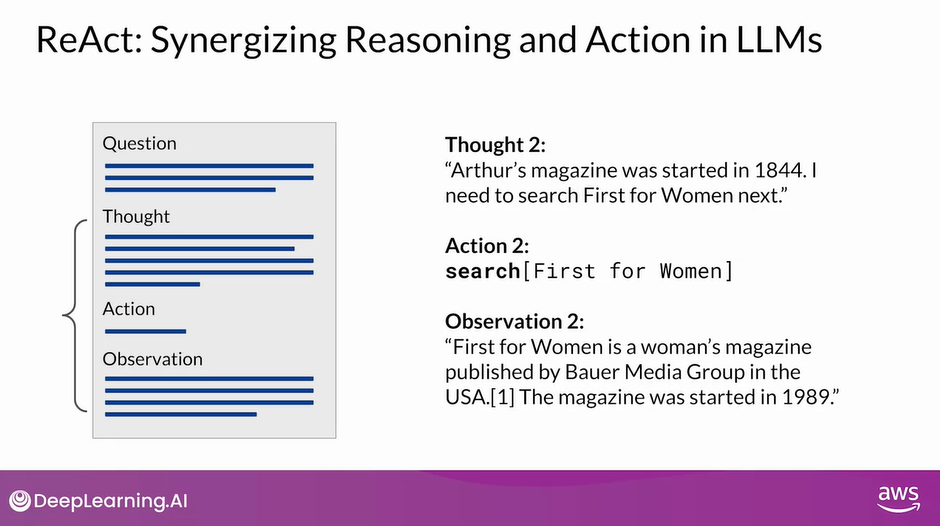 ReAct: Synergizing Reasoning and Action in LLMs
Question
Thought
Action
Observation
Thought 2:
“Arthur’s magazine was started in 1844. I
need to search First for Women next.”
Action 2:
search[First for Women]
Observation 2:
“First for Women is a woman’s magazine
published by Bauer Media Group in the
USA.[1] The magazine was started in 1989.”
DeepLearning.AI
aws